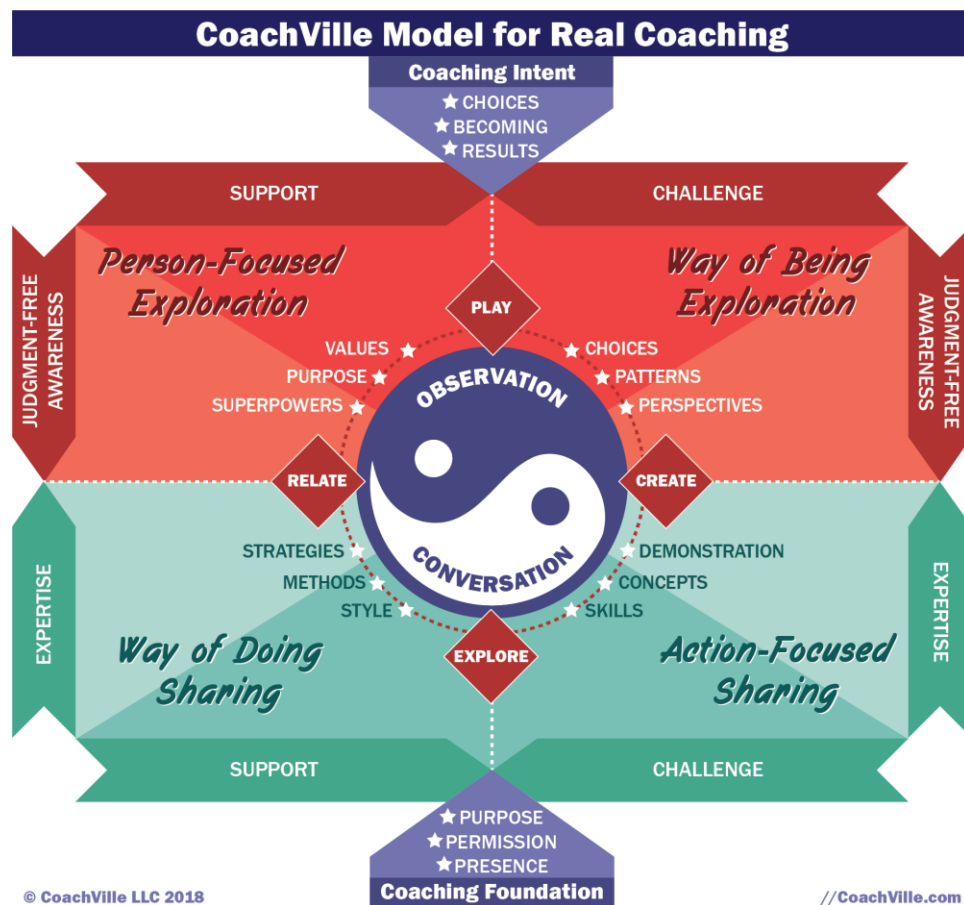 CoachVille Model for Real Coaching
Coaching Intent
CHOICES
BECOMING
RESULTS
SUPPORT
CHALLENGE
JUDGMENT-FREE
AWARENESS
Person-Focused
Exploration
Way of Being
Exploration
JUDGMENT-FREE
AWARENESS
PLAY
VALUES
PURPOSE
SUPERPOWERS
CHOICES
PATTERNS
PERSPECTIVES
OBSERVATION
RELATE
CREATE
CONVERSATION
STRATEGIES
METHODS
STYLE
DEMONSTRATION
CONCEPTS
SKILLS
EXPERTISE
Way of Doing
Sharing
EXPLORE
Action-Focused
Sharing
EXPERTISE
SUPPORT
CHALLENGE
PURPOSE
PERMISSION
PRESENCE
Coaching Foundation
© CoachVille LLC 2018
//CoachVille.com